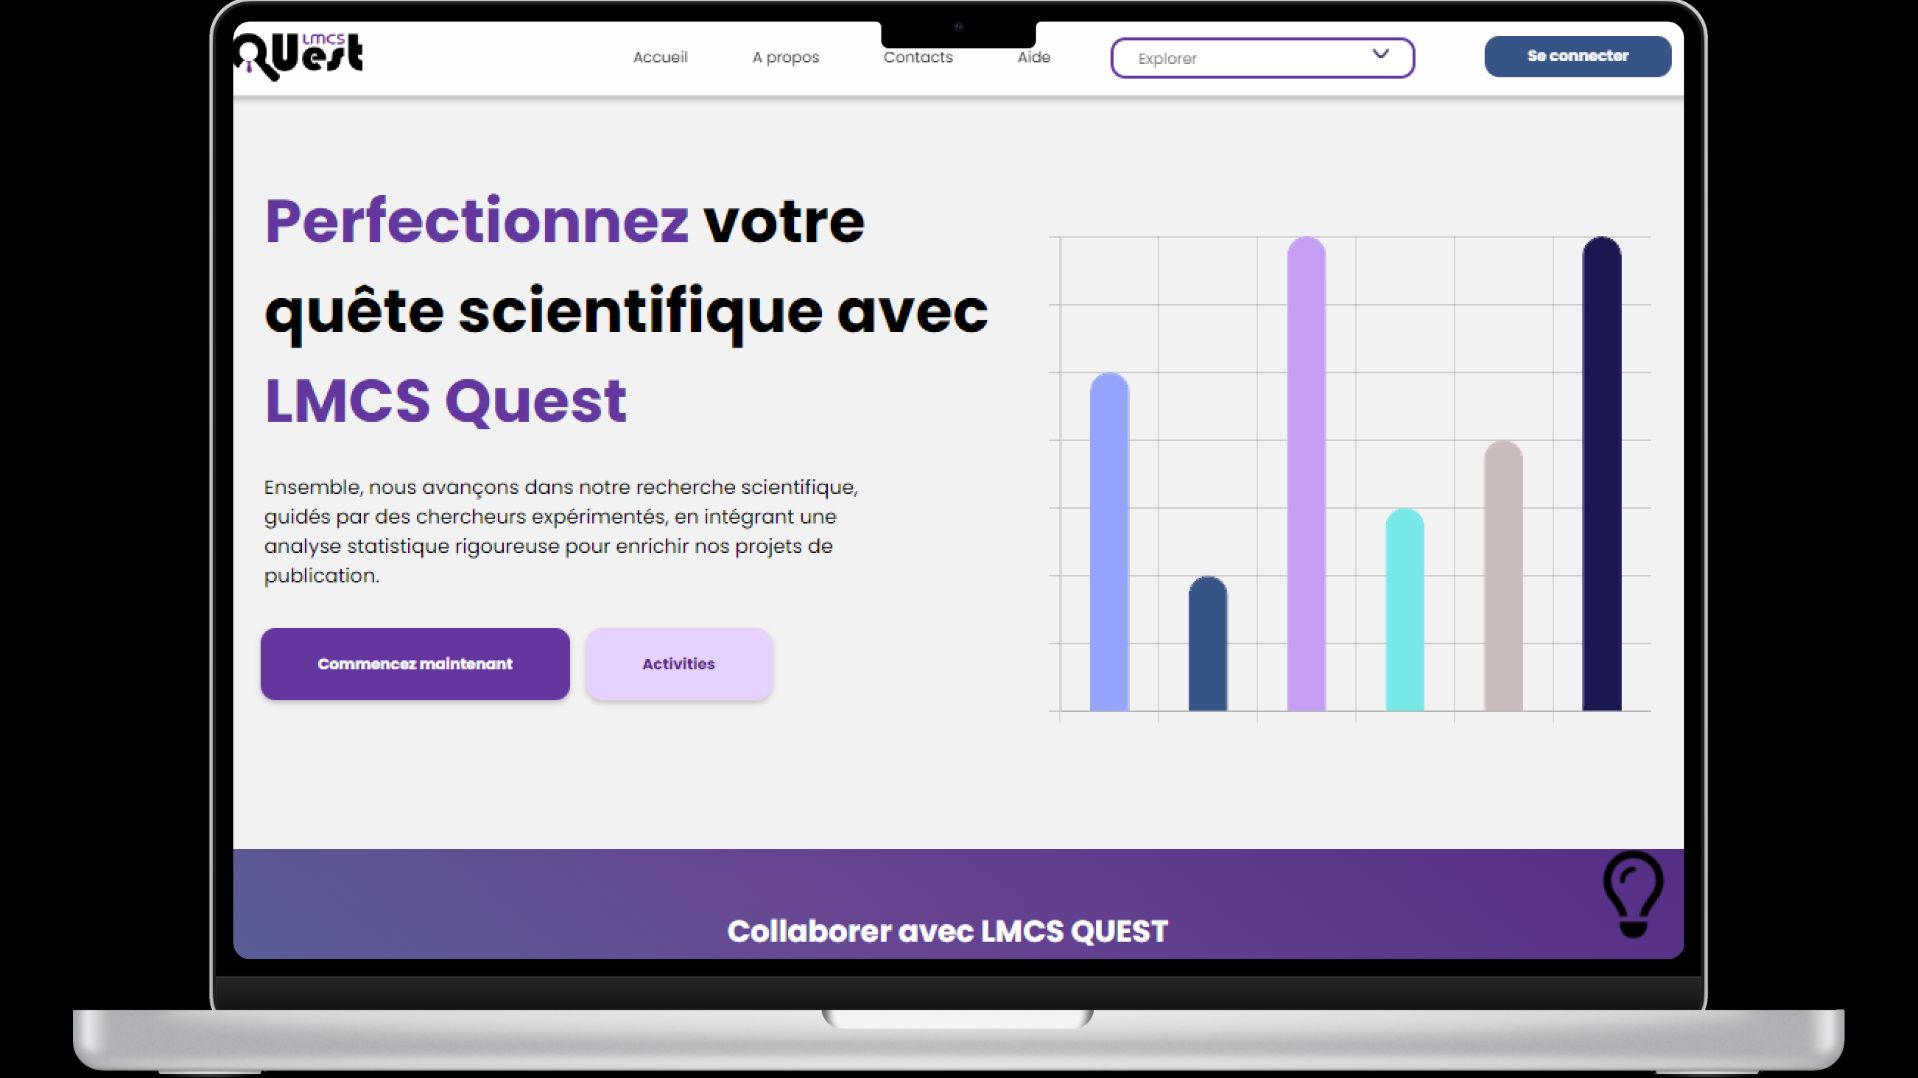 LMCS
QUest
Accueil
A propos
Contacts
Aide
Explorer
Se connecter
Perfectionnez votre
quête scientifique avec
LMCS Quest
Ensemble, nous avançons dans notre recherche scientifique,
guidés par des chercheurs expérimentés, en intégrant une
analyse statistique rigoureuse pour enrichir nos projets de
publication.
Commencez maintenant
Activities
Collaborer avec LMCS QUEST